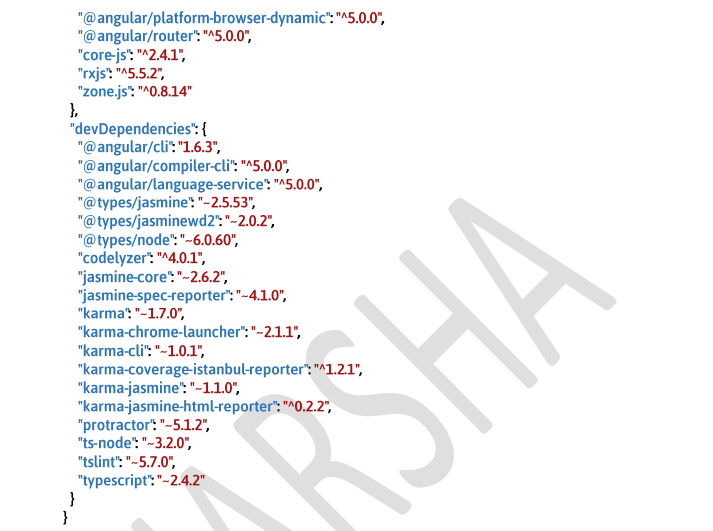 "@angular/platform-browser-dynamic": "^5.0.0",
"@angular/router": "^5.0.0",
"core-js": "^2.4.1",
"rxjs": "^5.5.2",
"zone.js": "^0.8.14"
},
"devDependencies": {
"@angular/cli": "1.6.3",
"@angular/compiler-cli": "^5.0.0",
"@angular/language-service": "^5.0.0",
"@types/jasmine": "~2.5.53",
"@types/jasminewd2": "~2.0.2",
"@types/node": "~6.0.60",
"codelyzer": "^4.0.1",
"jasmine-core": "~2.6.2",
"jasmine-spec-reporter": "~4.1.0",
"karma": "~1.7.0",
"karma-chrome-launcher": "~2.1.1",
"karma-cli": "~1.0.1",
"karma-coverage-istanbul-reporter": "^1.2.1",
"karma-jasmine": "~1.1.0",
"karma-jasmine-html-reporter": "^0.2.2",
"protractor": "~5.1.2",
"ts-node": "~3.2.0",
"tslint": "~5.7.0",
"typescript": "~2.4.2"
}
}
ARSHA